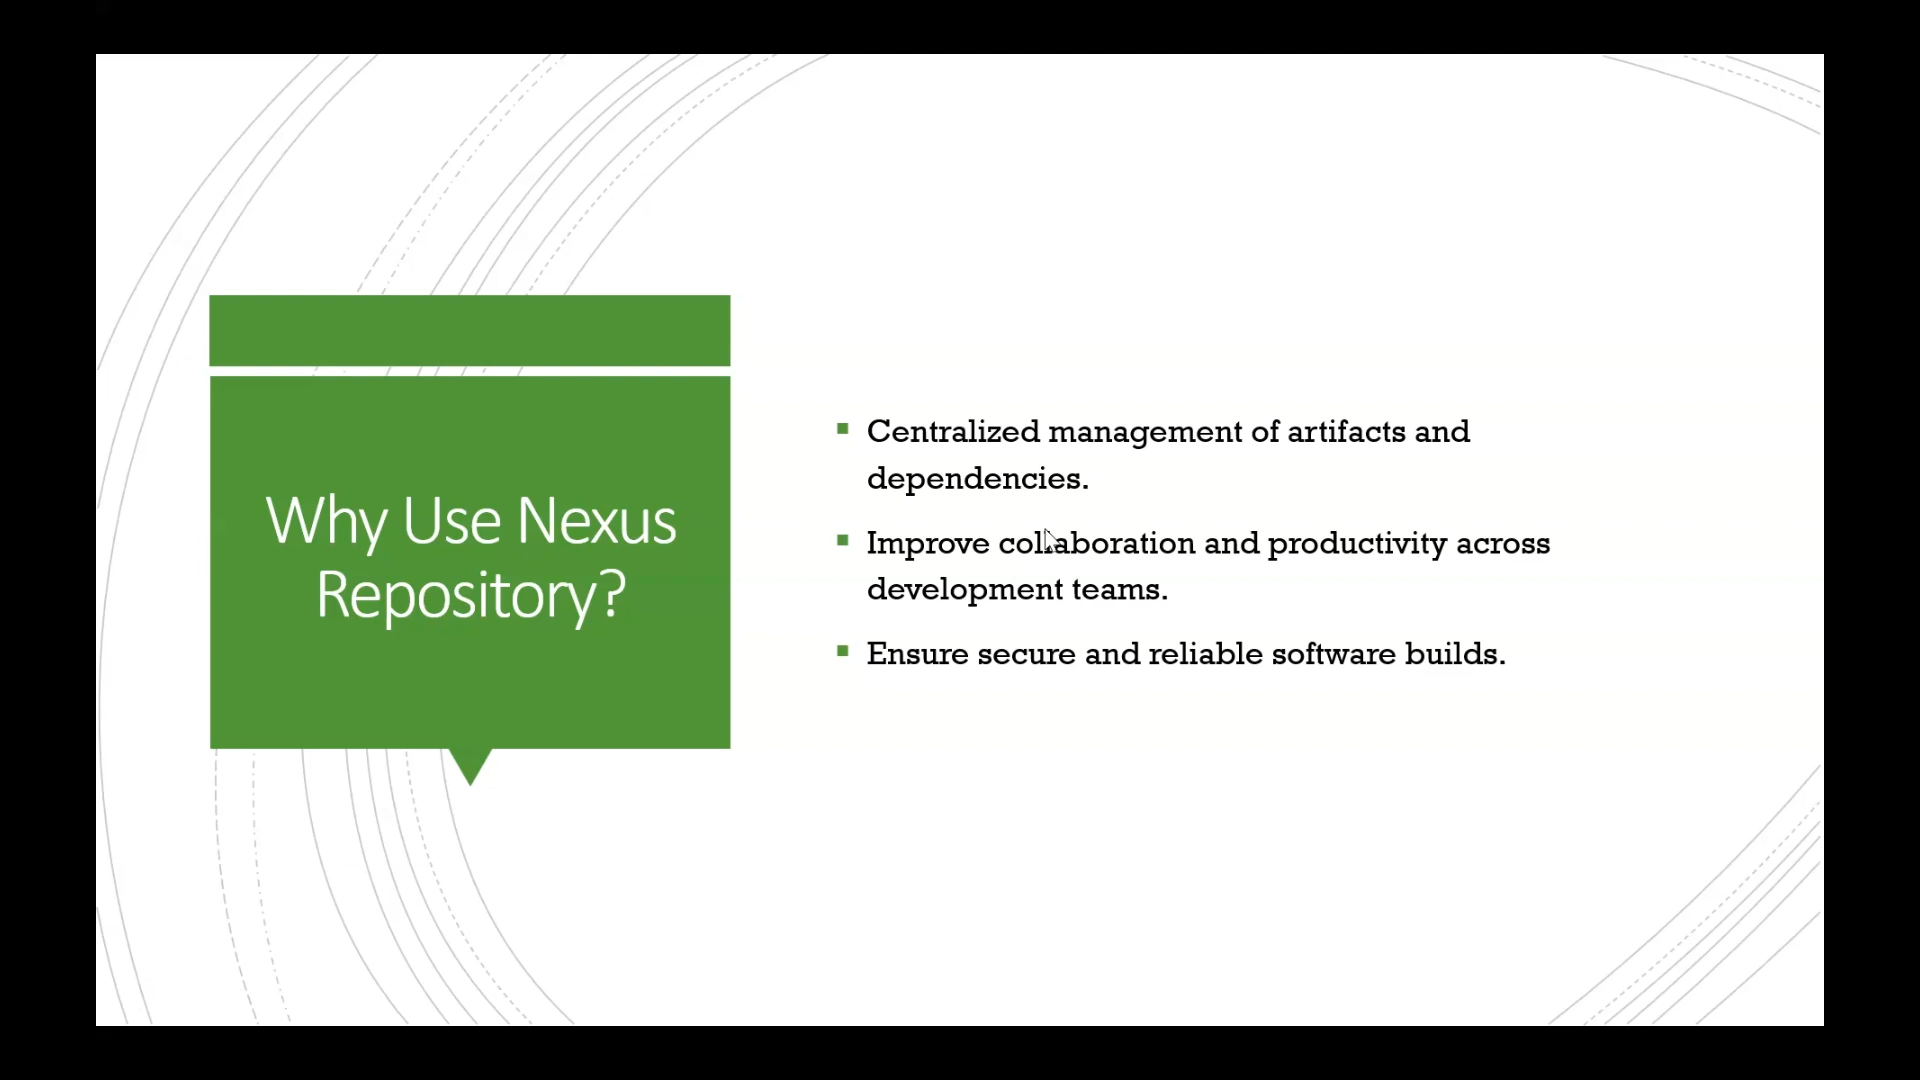 Why Use Nexus
Repository?
Centralized management of artifacts and
dependencies.
Improve collaboration and productivity across
development teams.
Ensure secure and reliable software builds.